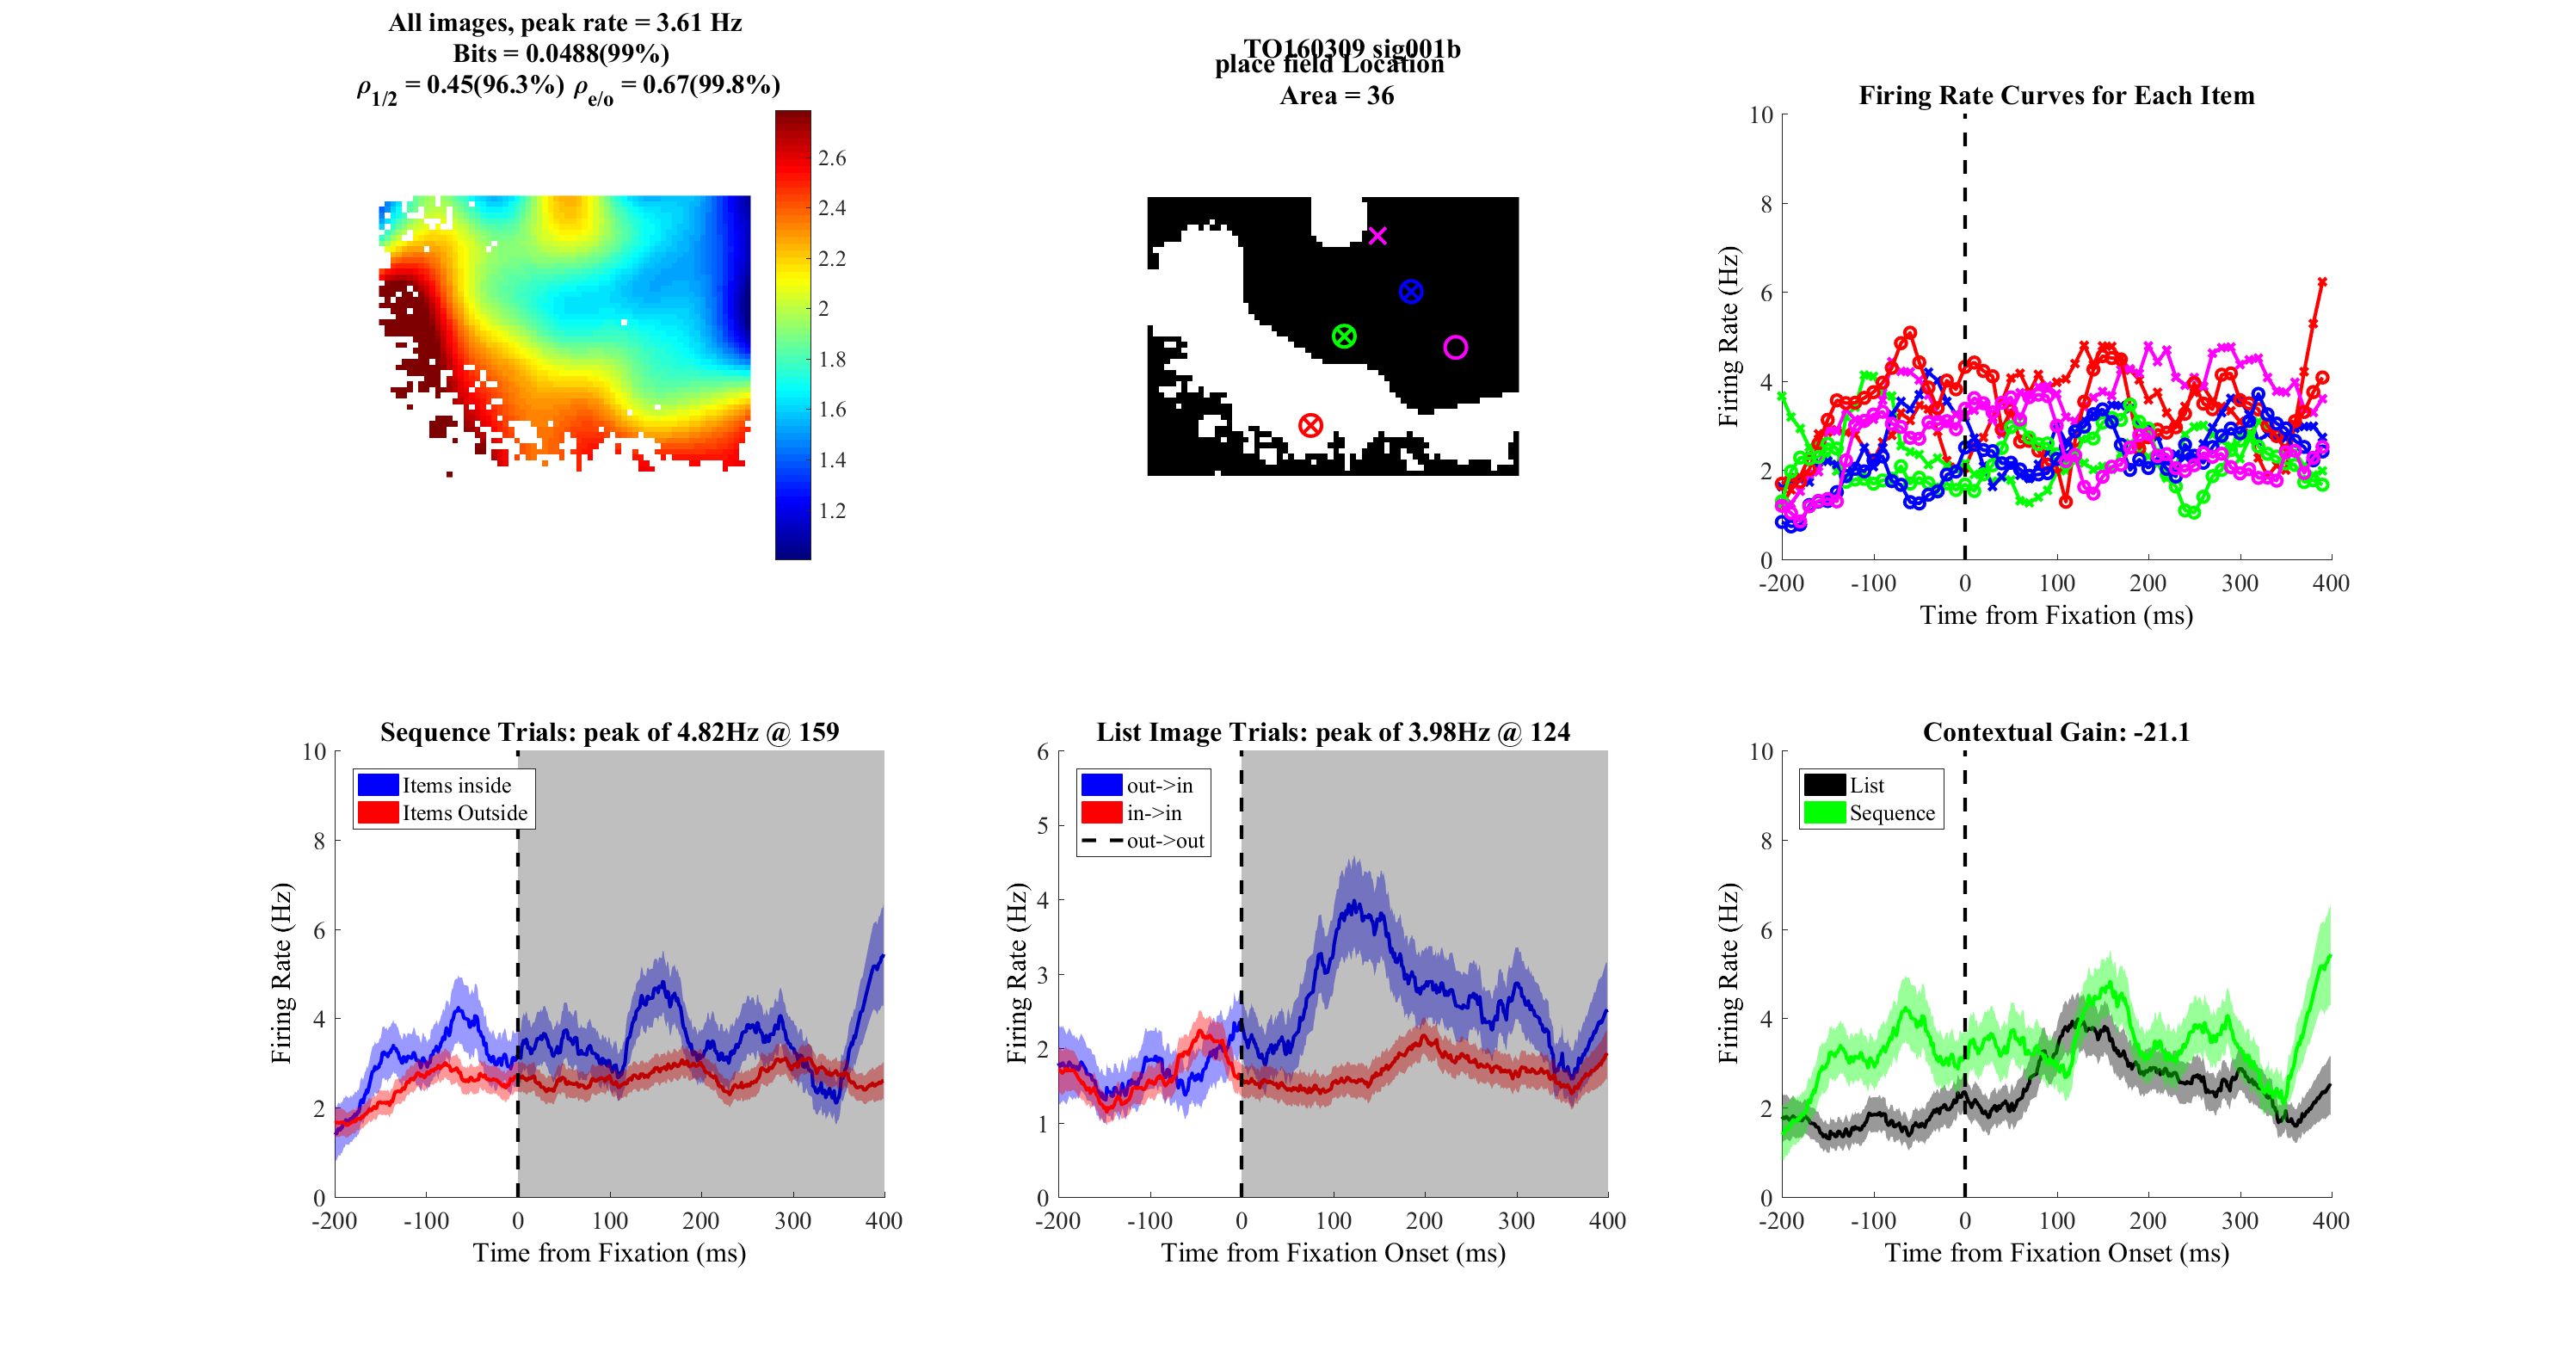 All images, peak rate = 3.61 Hz
Bits = 0.0488(99%)
ρ1/2 = 0.45(96.3%) ρe/o = 0.67(99.8%)
2.6
2.4
2.2
2
1.8
1.6
1.4
1.2
TO160309 sig001b
place field Location
Area = 36
Firing Rate Curves for Each Item
10
8
6
4
2
0
Firing Rate (Hz)
-200 -100 0 100 200 300 400
Time from Fixation (ms)
Sequence Trials: peak of 4.82Hz @ 159
10
8
6
4
2
0
Firing Rate (Hz)
Items inside
Items Outside
-200 -100 0 100 200 300 400
Time from Fixation (ms)
List Image Trials: peak of 3.98Hz @ 124
6
5
4
3
2
1
0
Firing Rate (Hz)
out->in
in->in
out->out
-200 -100 0 100 200 300 400
Time from Fixation Onset (ms)
Contextual Gain: -21.1
10
8
6
4
2
0
Firing Rate (Hz)
List
Sequence
-200 -100 0 100 200 300 400
Time from Fixation Onset (ms)